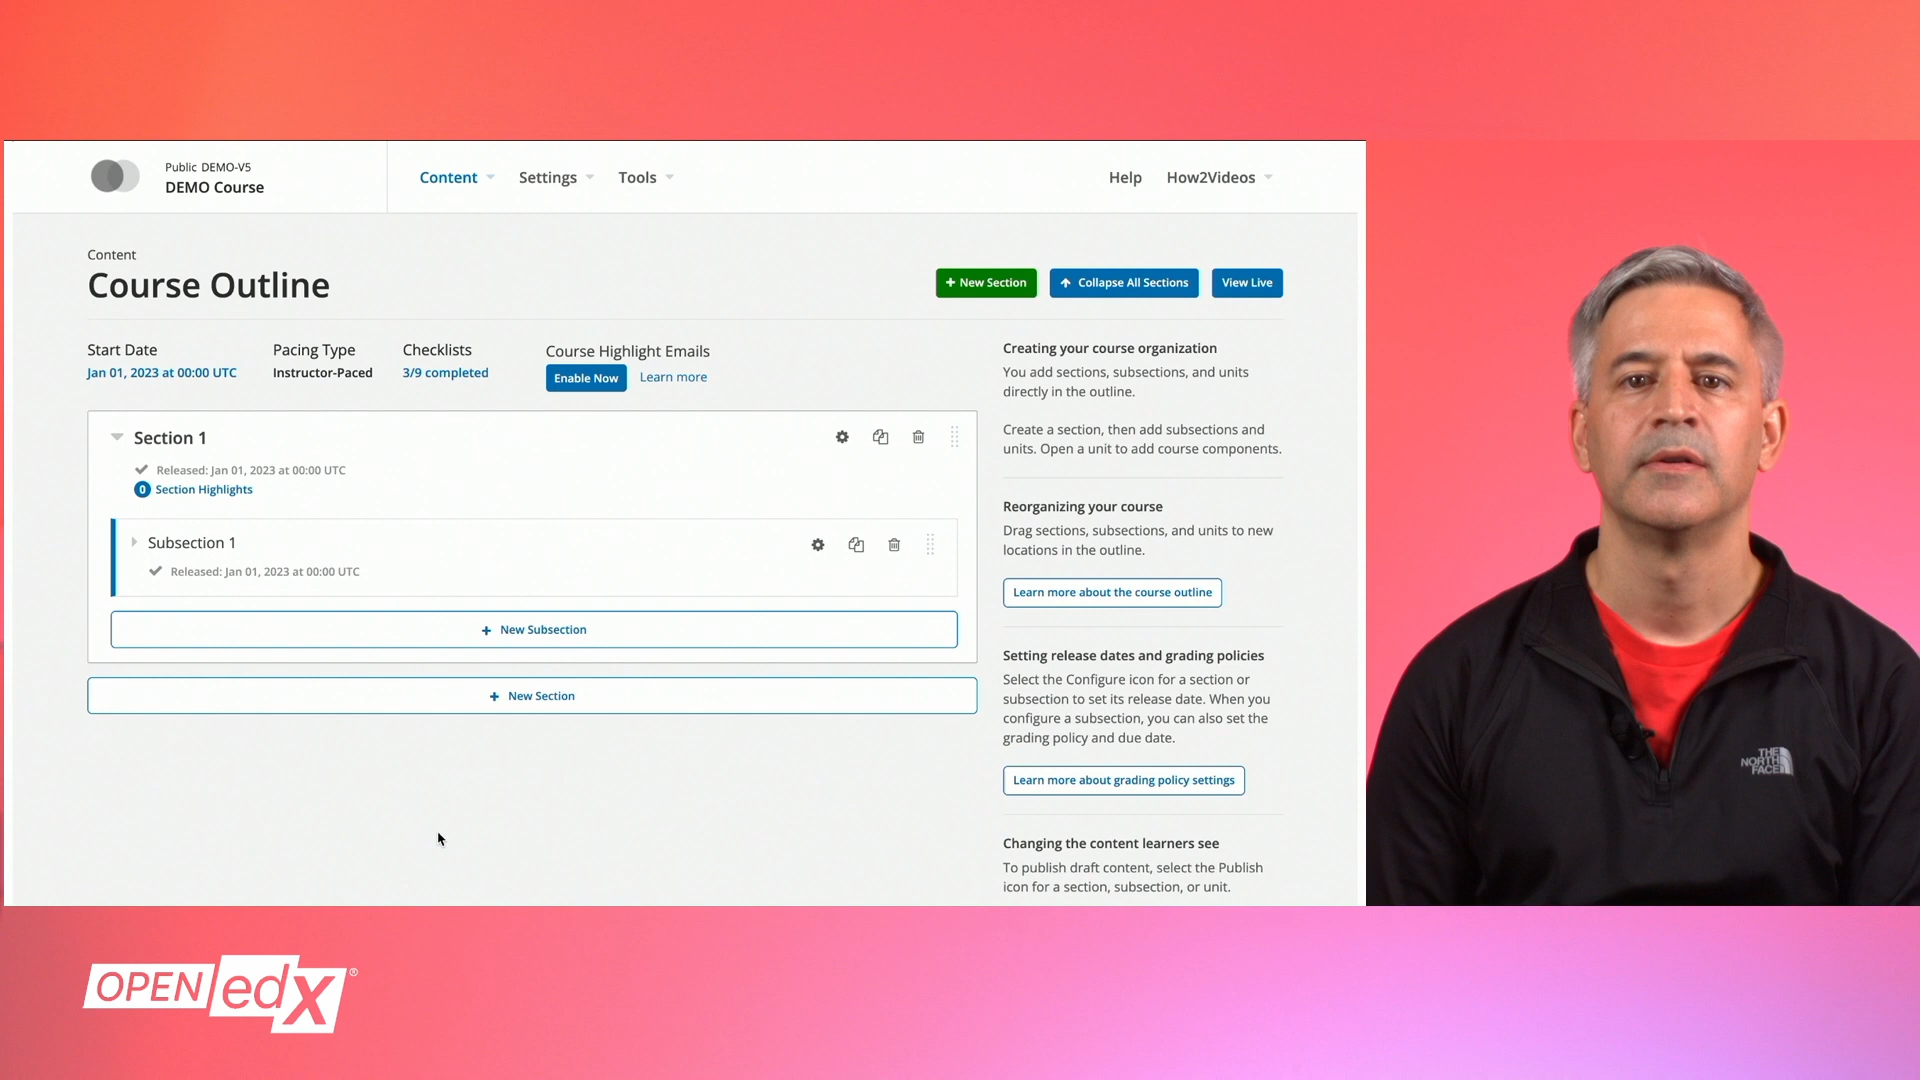 Public DEMO-V5
DEMO Course
Content
Settings
Tools
Help
How2Videos
Content
Course Outline
+ New Section
Collapse All Sections
View Live
Start Date
Jan 01, 2023 at 00:00 UTC
Pacing Type
Instructor-Paced
Checklists
3/9 completed
Course Highlight Emails
Enable Now
Learn more
Section 1
Released: Jan 01, 2023 at 00:00 UTC
0 Section Highlights
Subsection 1
Released: Jan 01, 2023 at 00:00 UTC
+ New Subsection
+ New Section
Creating your course organization
You add sections, subsections, and units
directly in the outline.
Create a section, then add subsections and
units. Open a unit to add course components.
Reorganizing your course
Drag sections, subsections, and units to new
locations in the outline.
Learn more about the course outline
Setting release dates and grading policies
Select the Configure icon for a section or
subsection to set its release date. When you
configure a subsection, you can also set the
grading policy and due date.
Learn more about grading policy settings
Changing the content learners see
To publish draft content, select the Publish
icon for a section, subsection, or unit.
THE
NORTH
FACE
OPEN edX®